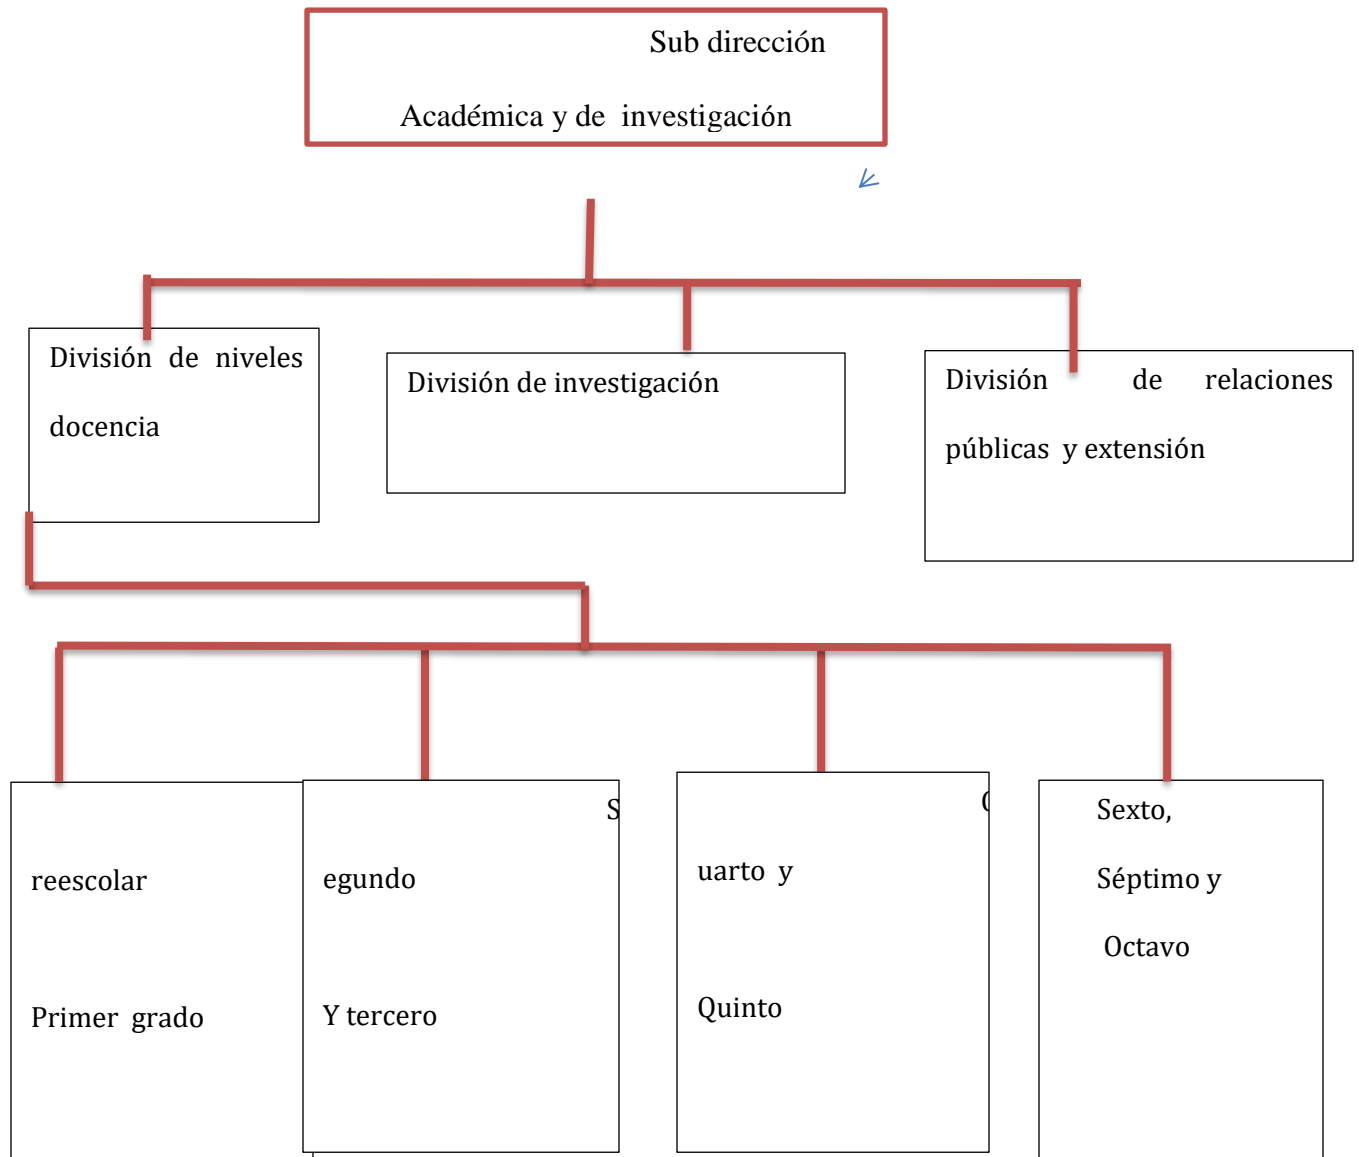 Sub dirección
Académica y de investigación
División de niveles
docencia
División de investigación
División de relaciones
públicas y extensión
reescolar
Primer grado
S
egundo
Y tercero
uarto y
Quinto
Sexto,
Séptimo y
Octavo